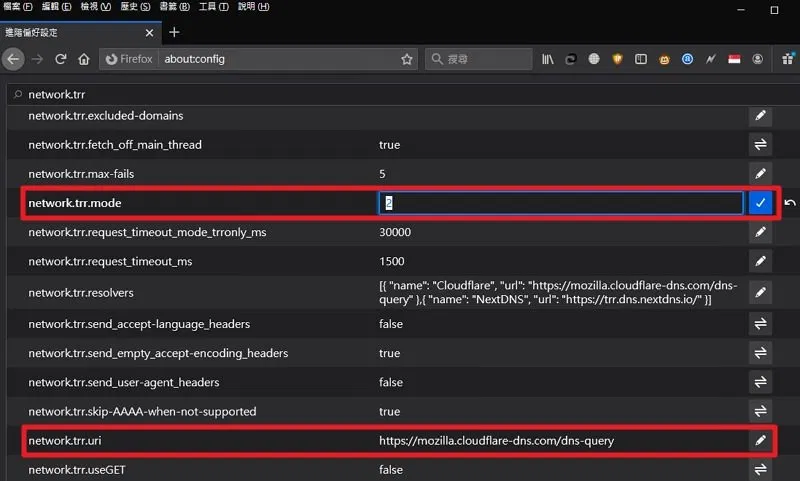 檔案(F) 編輯(E) 檢視(V) 歷史(S) 書籤(B) 工具(T) 說明(H)
進階偏好設定
Firefox about:config 搜尋
network.trr
network.trr.excluded-domains
network.trr.fetch_off_main_thread true
network.trr.max-fails 5
network.trr.mode 2
network.trr.request_timeout_mode_trronly_ms 30000
network.trr.request_timeout_ms 1500
network.trr.resolvers [{ "name": "Cloudflare", "url": "https://mozilla.cloudflare-dns.com/dns-
query" },{ "name": "NextDNS", "url": "https://trr.dns.nextdns.io/" }]
network.trr.send_accept-language_headers false
network.trr.send_empty_accept-encoding_headers true
network.trr.send_user-agent_headers false
network.trr.skip-AAAA-when-not-supported true
network.trr.uri https://mozilla.cloudflare-dns.com/dns-query
network.trr.useGET false